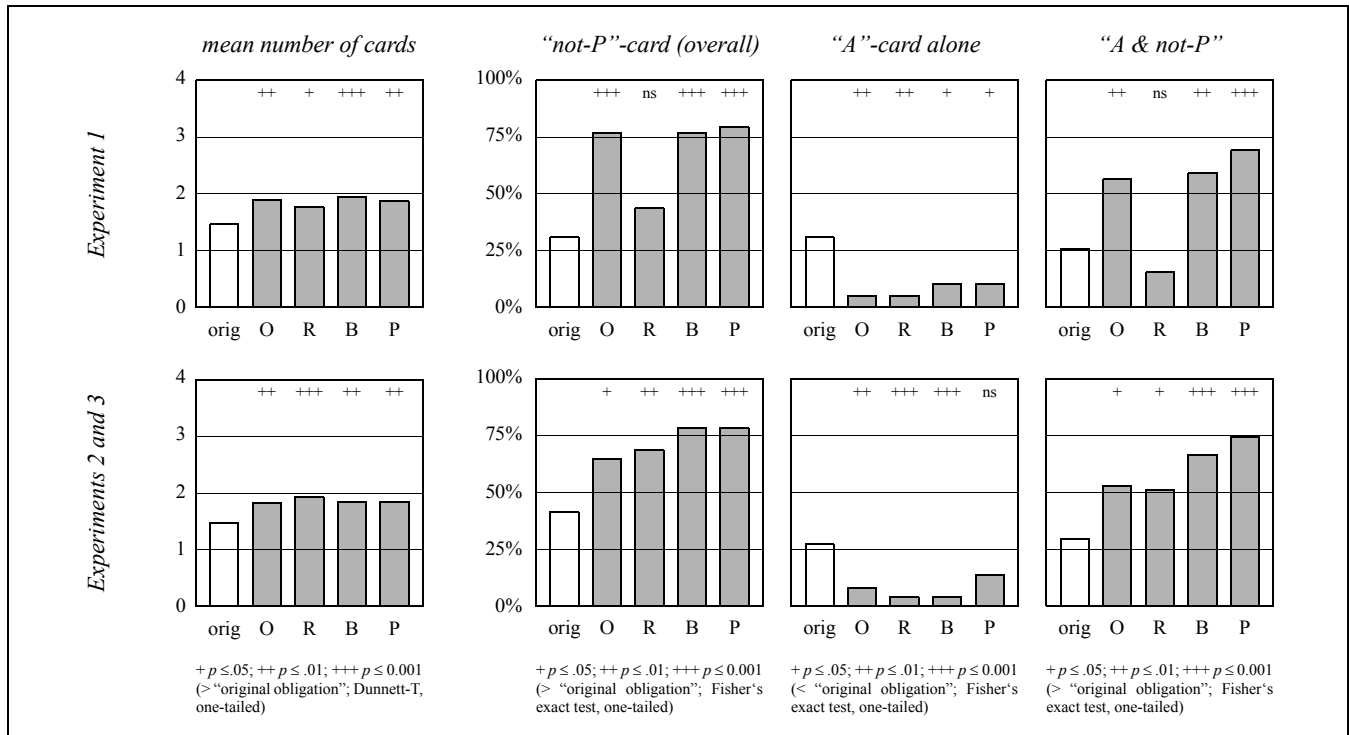 mean number of cards
“not-P”-card (overall)
“A”-card alone
“A & not-P”
Experiment 1
4
3
2
1
0
++ + +++ ++
orig O R B P
100%
75%
50%
25%
0%
+++ ns +++ +++
orig O R B P
++ ++ + +
orig O R B P
++ ns ++ +++
orig O R B P
Experiments 2 and 3
4
3
2
1
0
++ +++ ++ ++
orig O R B P
100%
75%
50%
25%
0%
+ ++ +++ +++
orig O R B P
++ +++ +++ ns
orig O R B P
+ + +++ +++
orig O R B P
+ p ≤.05; ++ p ≤ .01; +++ p ≤ 0.001
(> “original obligation”; Dunnett-T,
one-tailed)
+ p ≤ .05; ++ p ≤ .01; +++ p ≤ 0.001
(> “original obligation”; Fisher‘s
exact test, one-tailed)
+ p ≤ .05; ++ p ≤ .01; +++ p ≤ 0.001
(< “original obligation”; Fisher‘s
exact test, one-tailed)
+ p ≤ .05; ++ p ≤ .01; +++ p ≤ 0.001
(> “original obligation”; Fisher‘s
exact test, one-tailed)